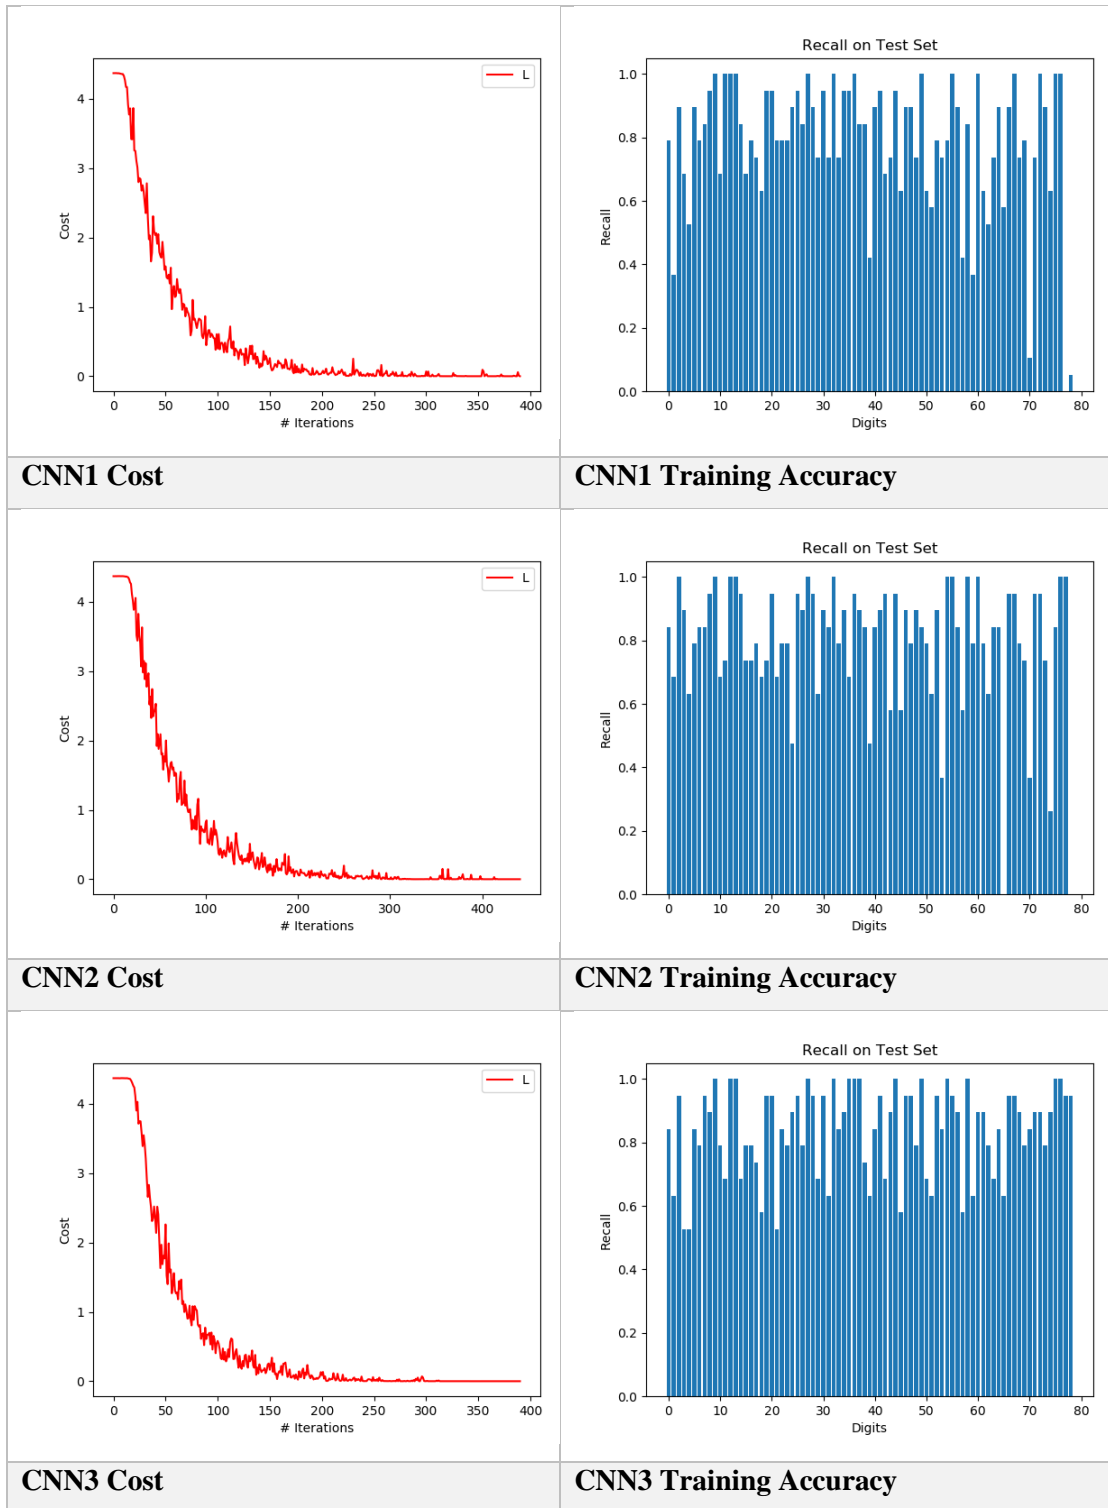 L
4
3
2
1
0
Cost
0 50 100 150 200 250 300 350 400
# Iterations
Recall on Test Set
1.0
0.8
0.6
0.4
0.2
0.0
Recall
0 10 20 30 40 50 60 70 80
Digits
CNN1 Cost
CNN1 Training Accuracy
L
4
3
2
1
0
Cost
0 100 200 300 400
# Iterations
Recall on Test Set
1.0
0.8
0.6
0.4
0.2
0.0
Recall
0 10 20 30 40 50 60 70 80
Digits
CNN2 Cost
CNN2 Training Accuracy
L
4
3
2
1
0
Cost
0 50 100 150 200 250 300 350 400
# Iterations
Recall on Test Set
1.0
0.8
0.6
0.4
0.2
0.0
Recall
0 10 20 30 40 50 60 70 80
Digits
CNN3 Cost
CNN3 Training Accuracy